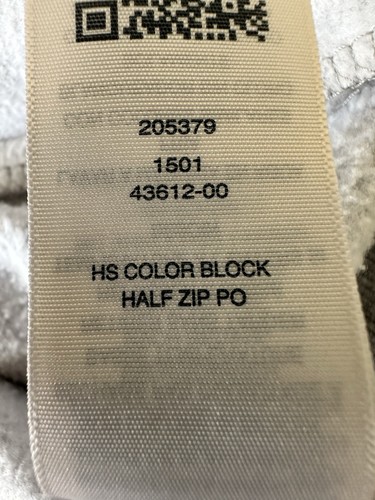 205379
1501
43612-00
HS COLOR BLOCK
HALF ZIP PO